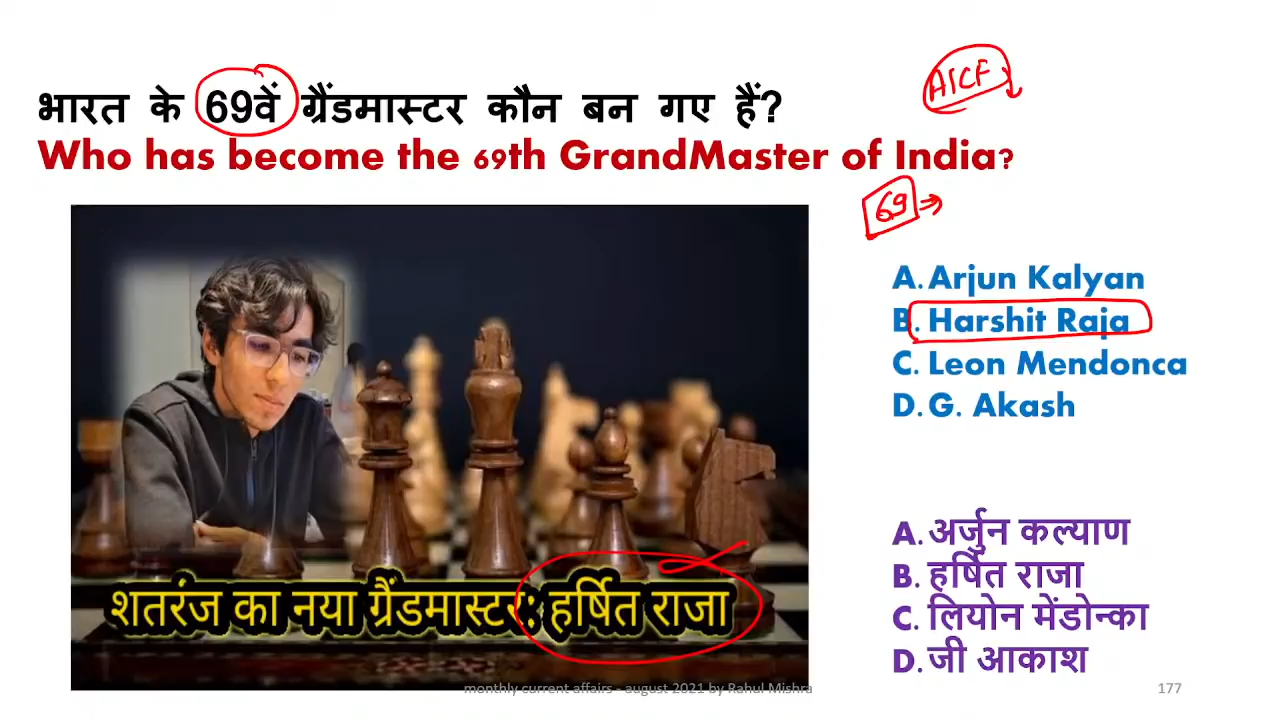 भारत के 69वें ग्रैंडमास्टर कौन बन गए हैं?
AICF
Who has become the 69th GrandMaster of India?
69
A. Arjun Kalyan
B. Harshit Raja
C. Leon Mendonca
D. G. Akash
A. अर्जुन कल्याण
B. हर्षित राजा
C. लियोन मेंडोन्का
D. जी आकाश
शतरंज का नया ग्रैंडमास्टर: हर्षित राजा
monthly current affairs - august 2021 by Rahul Mishra
177